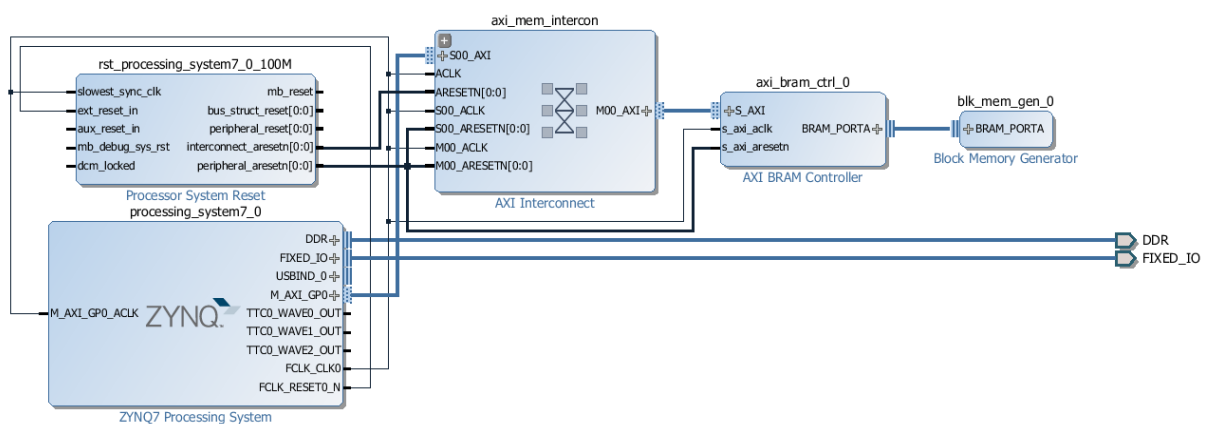 axi_mem_intercon
S00_AXI
ACLK
ARESETN[0:0]
S00_ACLK
S00_ARESETN[0:0]
M00_ACLK
M00_ARESETN[0:0]
M00_AXI
AXI Interconnect
rst_processing_system7_0_100M
slowest_sync_clk
ext_reset_in
aux_reset_in
mb_debug_sys_rst
dcm_locked
mb_reset
bus_struct_reset[0:0]
peripheral_reset[0:0]
interconnect_aresetn[0:0]
peripheral_aresetn[0:0]
Processor System Reset
axi_bram_ctrl_0
S_AXI
s_axi_aclk
s_axi_aresetn
BRAM_PORTA
AXI BRAM Controller
blk_mem_gen_0
BRAM_PORTA
Block Memory Generator
processing_system7_0
M_AXI_GP0_ACLK
ZYNQ
DDR
FIXED_IO
USBIND_0
M_AXI_GP0
TTC0_WAVE0_OUT
TTC0_WAVE1_OUT
TTC0_WAVE2_OUT
FCLK_CLK0
FCLK_RESET0_N
ZYNQ7 Processing System
DDR
FIXED_IO